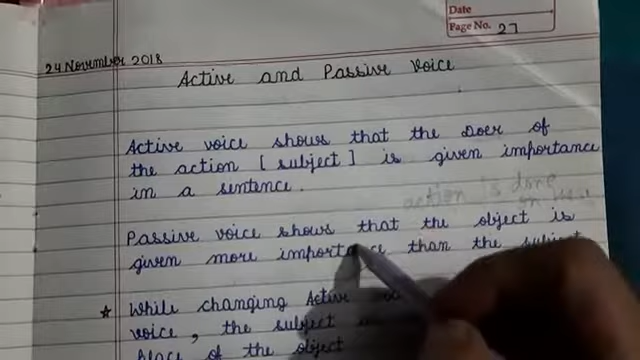 Date
Page No. 27
24 November 2018
Active and Passive Voice
Active voice shows that the Doer of
the action [subject] is given importance
in a sentence.
action is done
Passive voice shows that the object is
given more importance than the subject
* While changing Active
voice, the subject
Place of the object